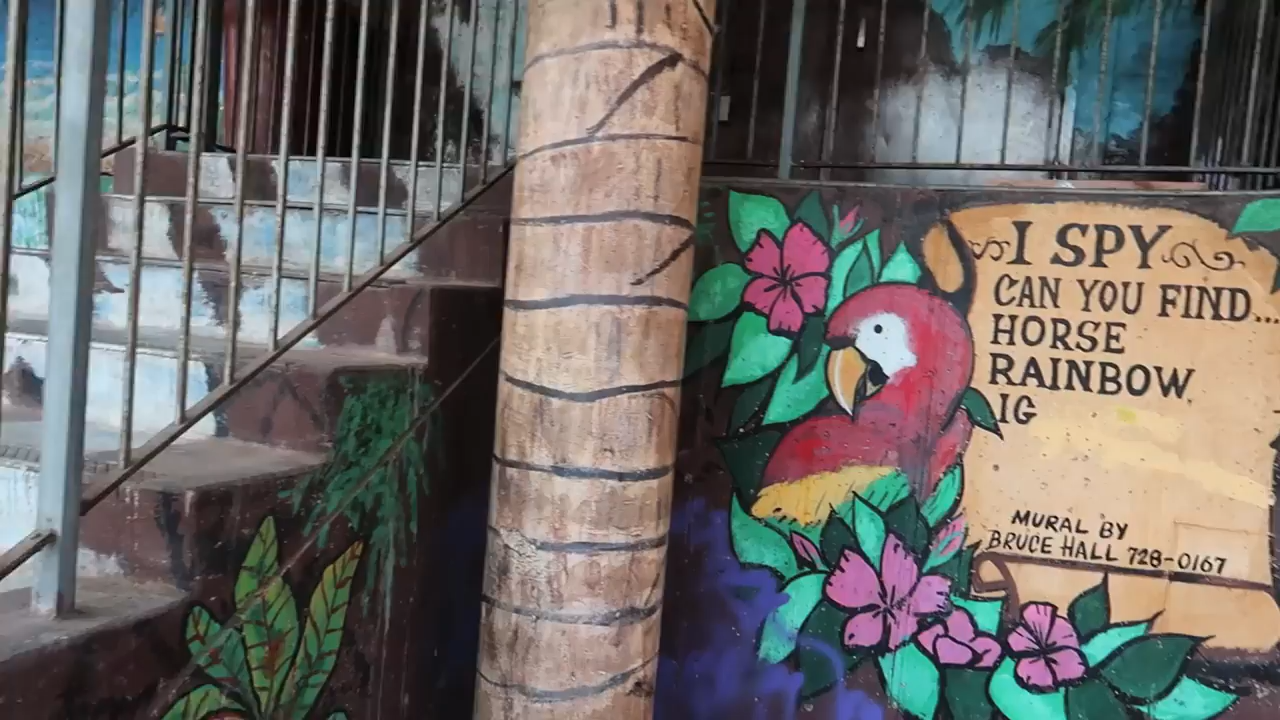 I SPY
CAN YOU FIND...
HORSE
RAINBOW
IG
MURAL BY
BRUCE HALL 728-0167